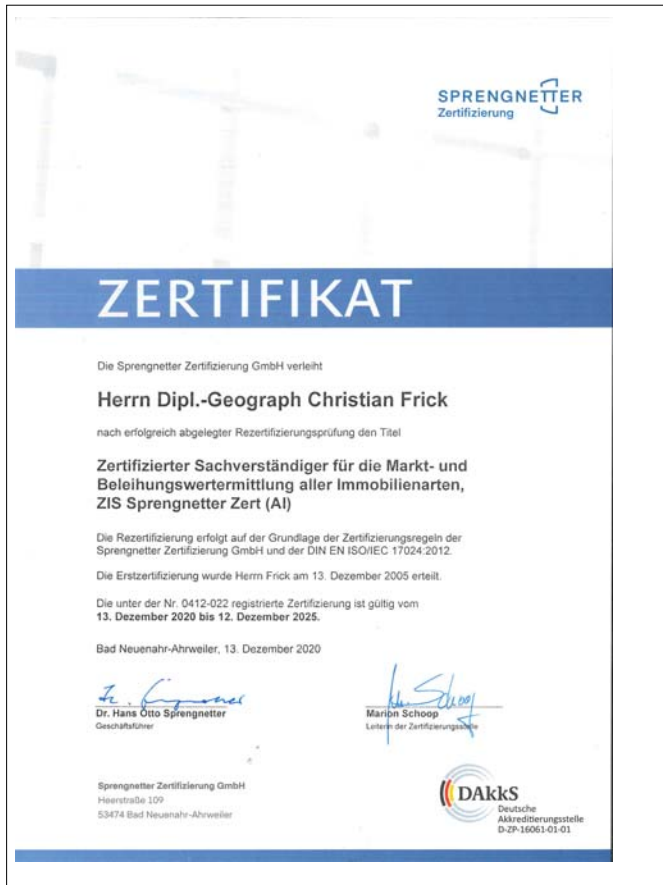 SPRENGNETTER
Zertifizierung
ZERTIFIKAT
Die Sprengnetter Zertifizierung GmbH verleiht
Herrn Dipl.-Geograph Christian Frick
nach erfolgreich abgelegter Rezertifizierungsprüfung den Titel
Zertifizierter Sachverständiger für die Markt- und
Beleihungswertermittlung aller Immobilienarten,
ZIS Sprengnetter Zert (AI)
Die Rezertifizierung erfolgt auf der Grundlage der Zertifizierungsregeln der
Sprengnetter Zertifizierung GmbH und der DIN EN ISO/IEC 17024:2012.
Die Erstzertifizierung wurde Herrn Frick am 13. Dezember 2005 erteilt.
Die unter der Nr. 0412-022 registrierte Zertifizierung ist gültig vom
13. Dezember 2020 bis 12. Dezember 2025.
Bad Neuenahr-Ahrweiler, 13. Dezember 2020
Dr. Hans Otto Sprengnetter
Geschäftsführer
Marion Schoop
Leiterin der Zertifizierungsstelle
Sprengnetter Zertifizierung GmbH
Heerstraße 109
53474 Bad Neuenahr-Ahrweiler
DAkkS
Deutsche
Akkreditierungsstelle
D-ZP-16061-01-01